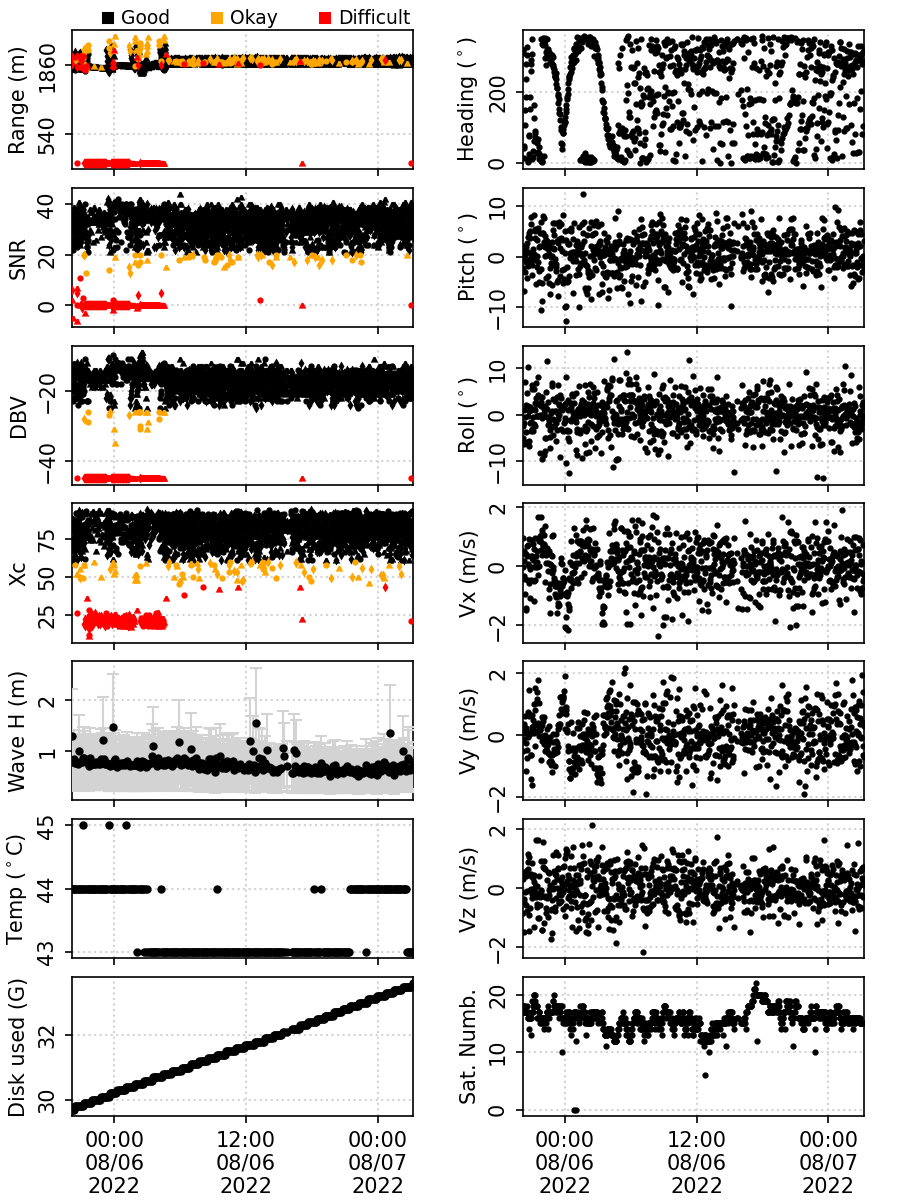 Good Okay Difficult
Range (m)
1860
540
Heading (°)
200
0
SNR
40
20
0
Pitch (°)
10
0
−10
DBV
−20
−40
Roll (°)
10
0
−10
Xc
75
50
25
Vx (m/s)
2
0
−2
Wave H (m)
2
1
Vy (m/s)
2
0
−2
Temp (°C)
45
44
43
Vz (m/s)
2
0
−2
Disk used (G)
32
30
Sat. Numb.
20
10
0
00:00 12:00 00:00
08/06 08/06 08/07
2022 2022 2022
00:00 12:00 00:00
08/06 08/06 08/07
2022 2022 2022